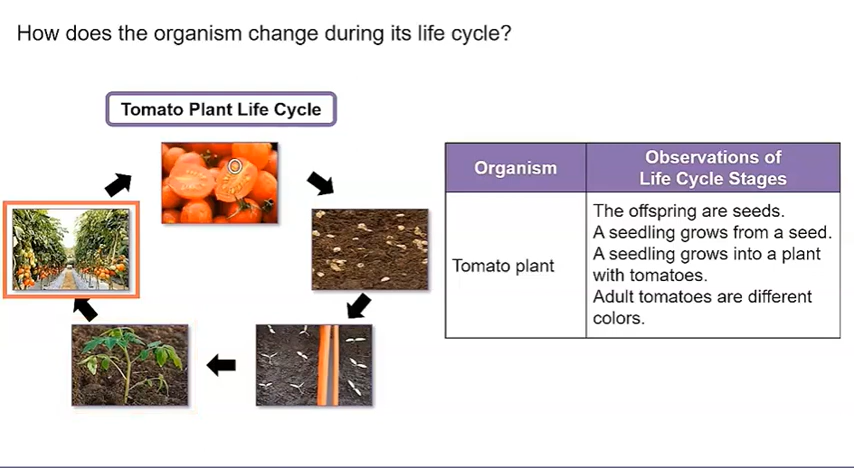 How does the organism change during its life cycle?
Tomato Plant Life Cycle
Organism
Observations of
Life Cycle Stages
Tomato plant
The offspring are seeds.
A seedling grows from a seed.
A seedling grows into a plant
with tomatoes.
Adult tomatoes are different
colors.